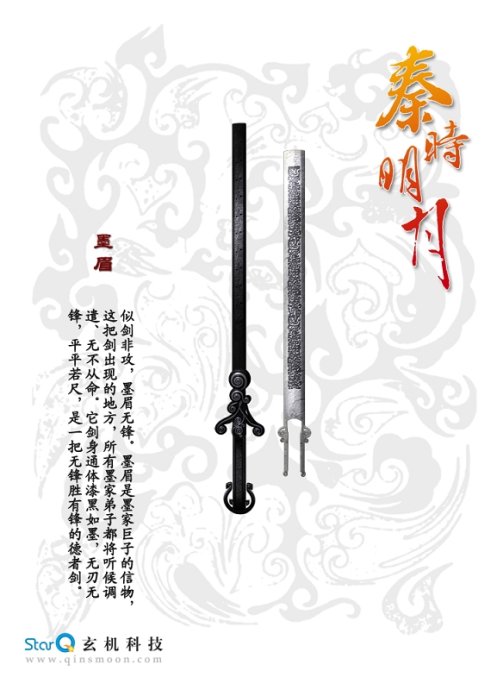 秦時明月
墨眉
似剑非攻，墨眉无锋。墨眉是墨家巨子的信物，
这把剑出现的地方，所有墨家弟子都将听候调
遣、无不从命。它剑身通体漆黑如墨，无刃无
锋，平平若尺，是一把无锋胜有锋的德者剑。
StarQ 玄机科技
www.qinsmoon.com